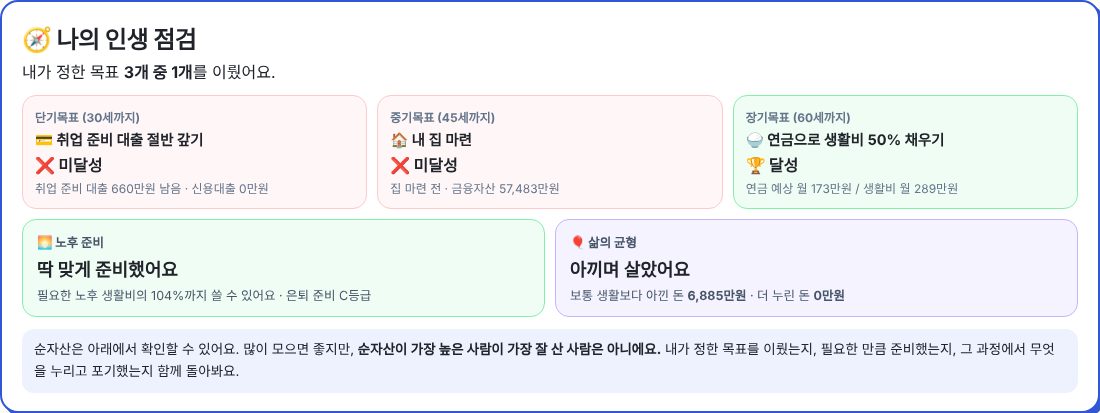 🧭 나의 인생 점검
내가 정한 목표 3개 중 1개를 이뤘어요.
단기목표 (30세까지)
💳 취업 준비 대출 절반 갚기
❌ 미달성
취업 준비 대출 660만원 남음 · 신용대출 0만원
중기목표 (45세까지)
🏠 내 집 마련
❌ 미달성
집 마련 전 · 금융자산 57,483만원
장기목표 (60세까지)
🍚 연금으로 생활비 50% 채우기
🏆 달성
연금 예상 월 173만원 / 생활비 월 289만원
🌅 노후 준비
딱 맞게 준비했어요
필요한 노후 생활비의 104%까지 쓸 수 있어요 · 은퇴 준비 C등급
🎈 삶의 균형
아끼며 살았어요
보통 생활보다 아낀 돈 6,885만원 · 더 누린 돈 0만원
순자산은 아래에서 확인할 수 있어요. 많이 모으면 좋지만, 순자산이 가장 높은 사람이 가장 잘 산 사람은 아니에요. 내가 정한 목표를 이뤘는지, 필요한 만큼 준비했는지, 그 과정에서 무엇
을 누리고 포기했는지 함께 돌아봐요.